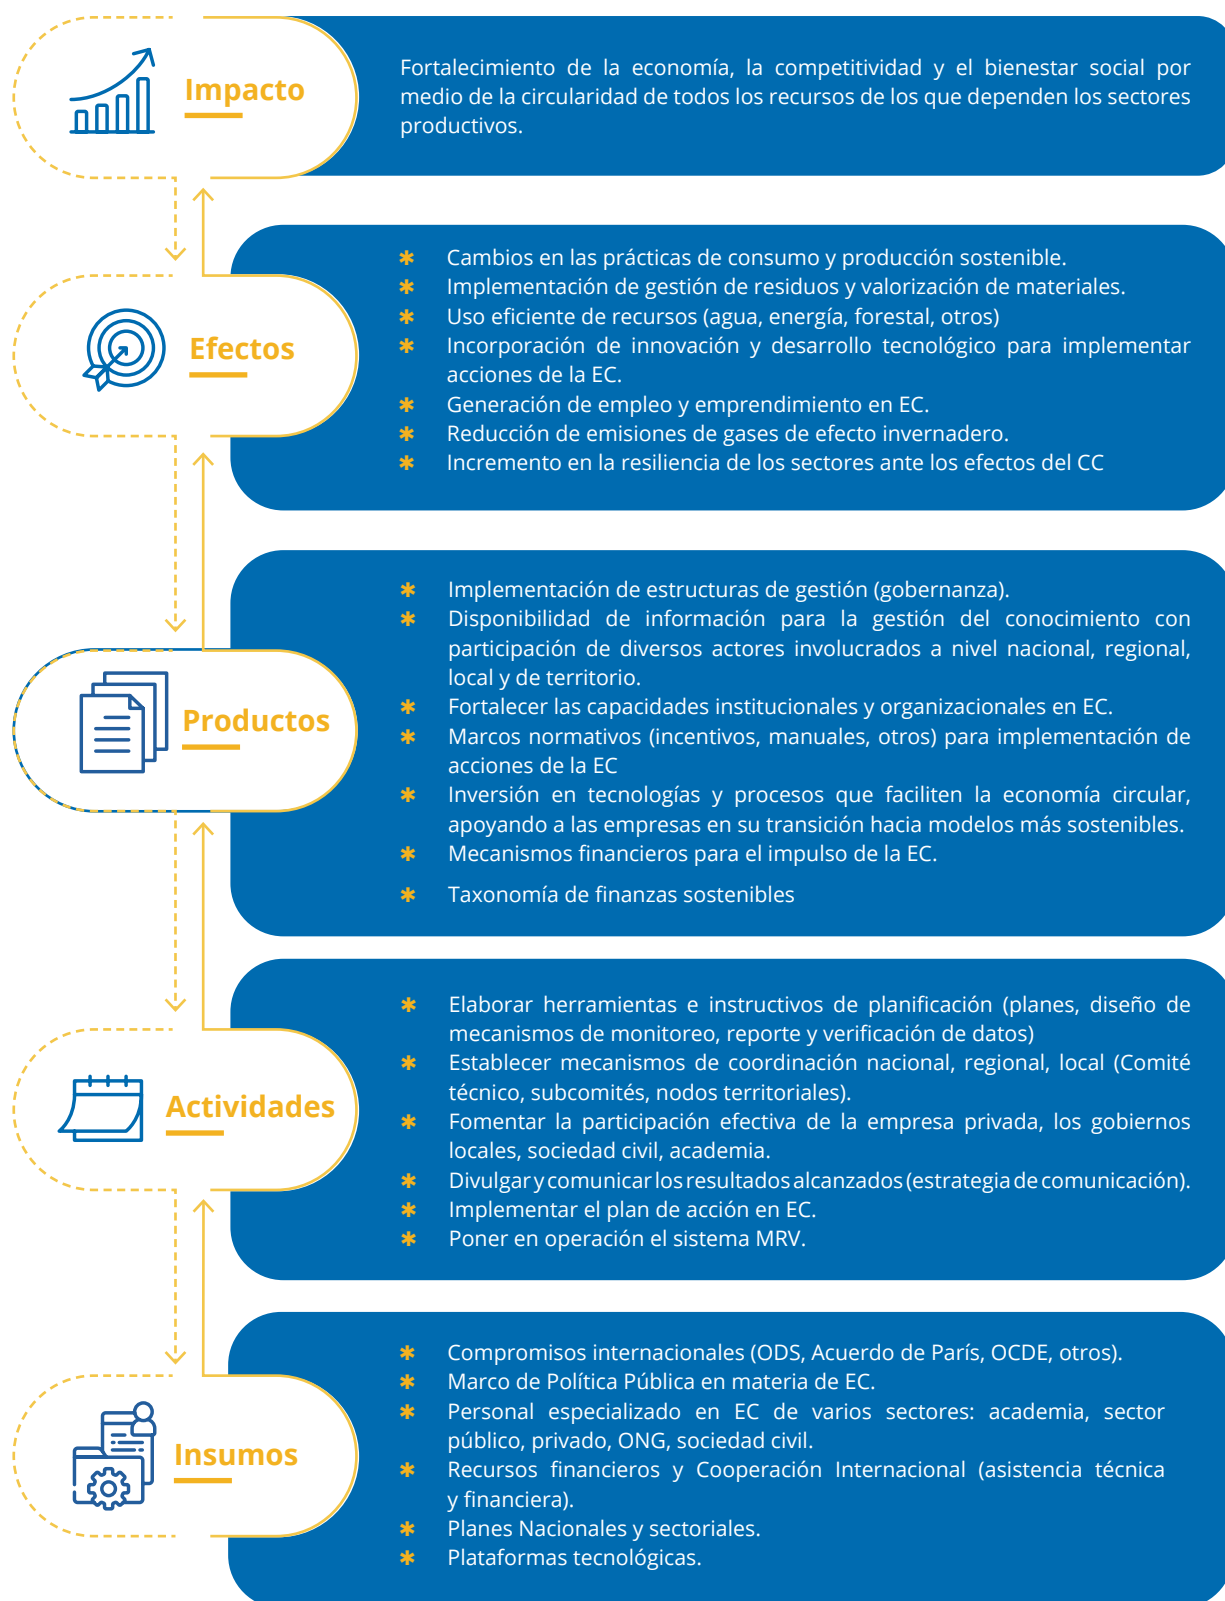 Impacto
Fortalecimiento de la economía, la competitividad y el bienestar social por
medio de la circularidad de todos los recursos de los que dependen los sectores
productivos.
Efectos
✱ Cambios en las prácticas de consumo y producción sostenible.
✱ Implementación de gestión de residuos y valorización de materiales.
✱ Uso eficiente de recursos (agua, energía, forestal, otros)
✱ Incorporación de innovación y desarrollo tecnológico para implementar
acciones de la EC.
✱ Generación de empleo y emprendimiento en EC.
✱ Reducción de emisiones de gases de efecto invernadero.
✱ Incremento en la resiliencia de los sectores ante los efectos del CC
Productos
✱ Implementación de estructuras de gestión (gobernanza).
✱ Disponibilidad de información para la gestión del conocimiento con
participación de diversos actores involucrados a nivel nacional, regional,
local y de territorio.
✱ Fortalecer las capacidades institucionales y organizacionales en EC.
✱ Marcos normativos (incentivos, manuales, otros) para implementación de
acciones de la EC
✱ Inversión en tecnologías y procesos que faciliten la economía circular,
apoyando a las empresas en su transición hacia modelos más sostenibles.
✱ Mecanismos financieros para el impulso de la EC.
✱ Taxonomía de finanzas sostenibles
Actividades
✱ Elaborar herramientas e instructivos de planificación (planes, diseño de
mecanismos de monitoreo, reporte y verificación de datos)
✱ Establecer mecanismos de coordinación nacional, regional, local (Comité
técnico, subcomités, nodos territoriales).
✱ Fomentar la participación efectiva de la empresa privada, los gobiernos
locales, sociedad civil, academia.
✱ Divulgar y comunicar los resultados alcanzados (estrategia de comunicación).
✱ Implementar el plan de acción en EC.
✱ Poner en operación el sistema MRV.
Insumos
✱ Compromisos internacionales (ODS, Acuerdo de París, OCDE, otros).
✱ Marco de Política Pública en materia de EC.
✱ Personal especializado en EC de varios sectores: academia, sector
público, privado, ONG, sociedad civil.
✱ Recursos financieros y Cooperación Internacional (asistencia técnica
y financiera).
✱ Planes Nacionales y sectoriales.
✱ Plataformas tecnológicas.